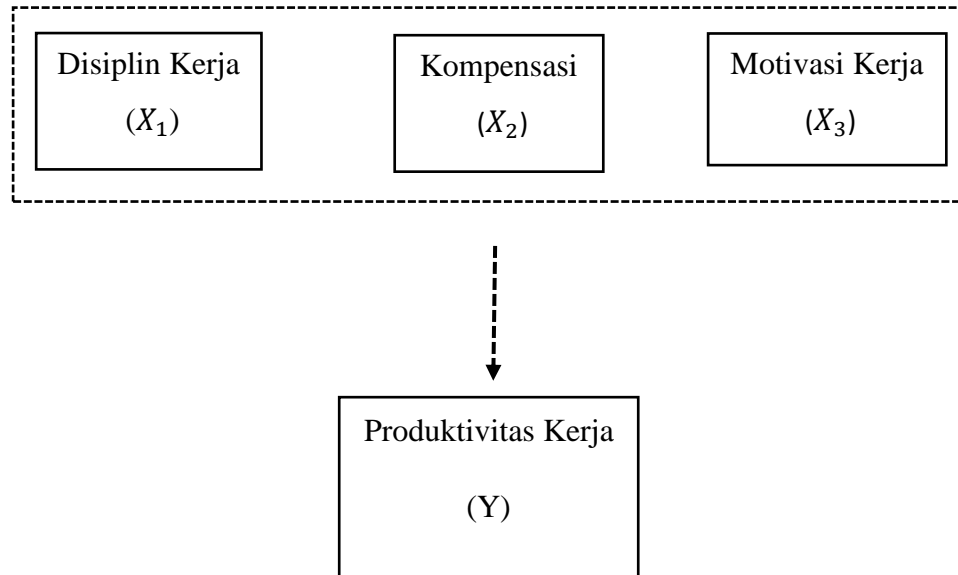 Disiplin Kerja
(X₁)
Kompensasi
(X₂)
Motivasi Kerja
(X₃)
Produktivitas Kerja
(Y)